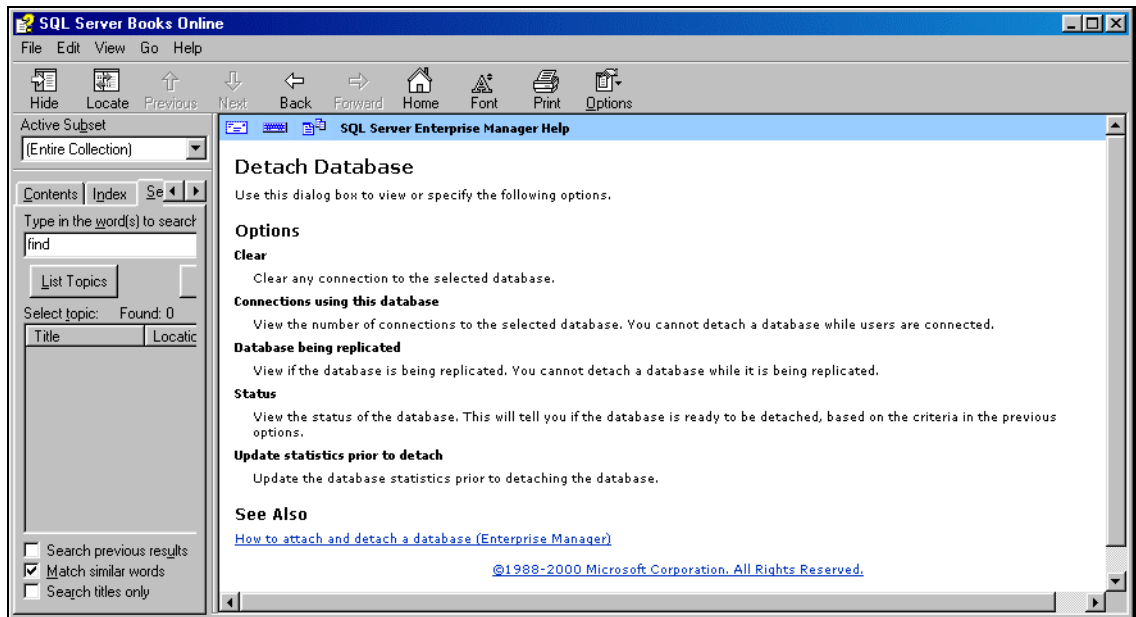 SQL Server Books Online
File Edit View Go Help
Hide Locate Previous Next Back Forward Home Font Print Options
Active Subset
(Entire Collection)
Contents Index Se
Type in the word(s) to search
find
List Topics
Select topic: Found: 0
Title Locatic
Search previous results
Match similar words
Search titles only
SQL Server Enterprise Manager Help
Detach Database
Use this dialog box to view or specify the following options.
Options
Clear
Clear any connection to the selected database.
Connections using this database
View the number of connections to the selected database. You cannot detach a database while users are connected.
Database being replicated
View if the database is being replicated. You cannot detach a database while it is being replicated.
Status
View the status of the database. This will tell you if the database is ready to be detached, based on the criteria in the previous
options.
Update statistics prior to detach
Update the database statistics prior to detaching the database.
See Also
How to attach and detach a database (Enterprise Manager)
©1988-2000 Microsoft Corporation. All Rights Reserved.